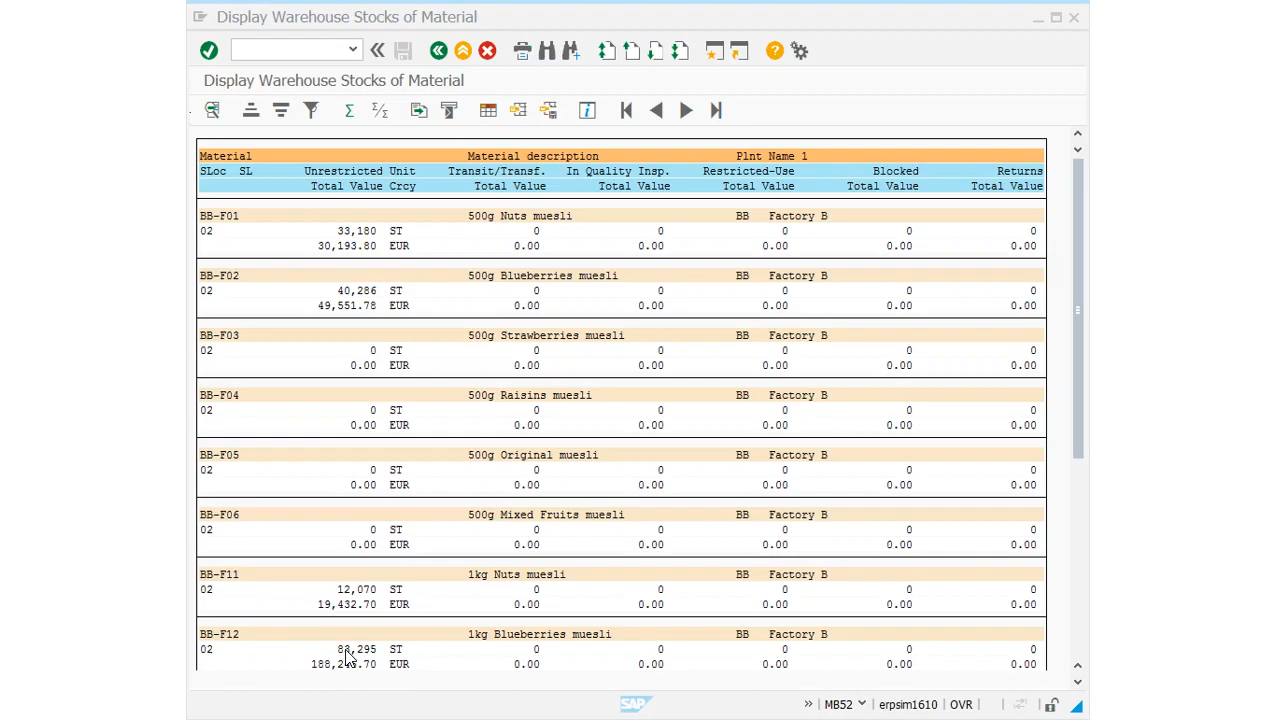 Display Warehouse Stocks of Material
Display Warehouse Stocks of Material
Material Material description Plnt Name 1
SLoc SL Unrestricted Unit Transit/Transf. In Quality Insp. Restricted-Use Blocked Returns
Total Value Crcy Total Value Total Value Total Value Total Value Total Value
BB-F01 500g Nuts muesli BB Factory B
02 33,180 ST 0 0 0 0 0
30,193.80 EUR 0.00 0.00 0.00 0.00 0.00
BB-F02 500g Blueberries muesli BB Factory B
02 40,286 ST 0 0 0 0 0
49,551.78 EUR 0.00 0.00 0.00 0.00 0.00
BB-F03 500g Strawberries muesli BB Factory B
02 0 ST 0 0 0 0 0
0.00 EUR 0.00 0.00 0.00 0.00 0.00
BB-F04 500g Raisins muesli BB Factory B
02 0 ST 0 0 0 0 0
0.00 EUR 0.00 0.00 0.00 0.00 0.00
BB-F05 500g Original muesli BB Factory B
02 0 ST 0 0 0 0 0
0.00 EUR 0.00 0.00 0.00 0.00 0.00
BB-F06 500g Mixed Fruits muesli BB Factory B
02 0 ST 0 0 0 0 0
0.00 EUR 0.00 0.00 0.00 0.00 0.00
BB-F11 1kg Nuts muesli BB Factory B
02 12,070 ST 0 0 0 0 0
19,432.70 EUR 0.00 0.00 0.00 0.00 0.00
BB-F12 1kg Blueberries muesli BB Factory B
02 ST 0 0 0 0 0
EUR 0.00 0.00 0.00 0.00 0.00
SAP MB52 erpsim1610 OVR